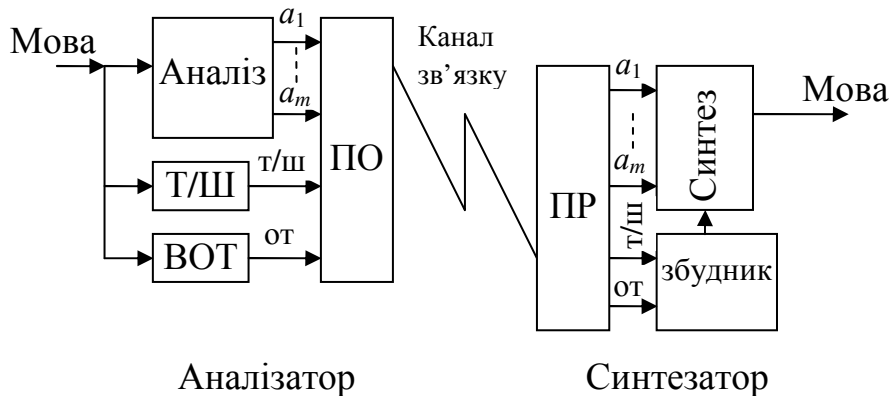 Мова
Аналіз
a1
am
Т/Ш
т/ш
ВОТ
от
ПО
Канал
зв’язку
ПР
a1
am
т/ш
от
Синтез
збудник
Мова
Аналізатор
Синтезатор